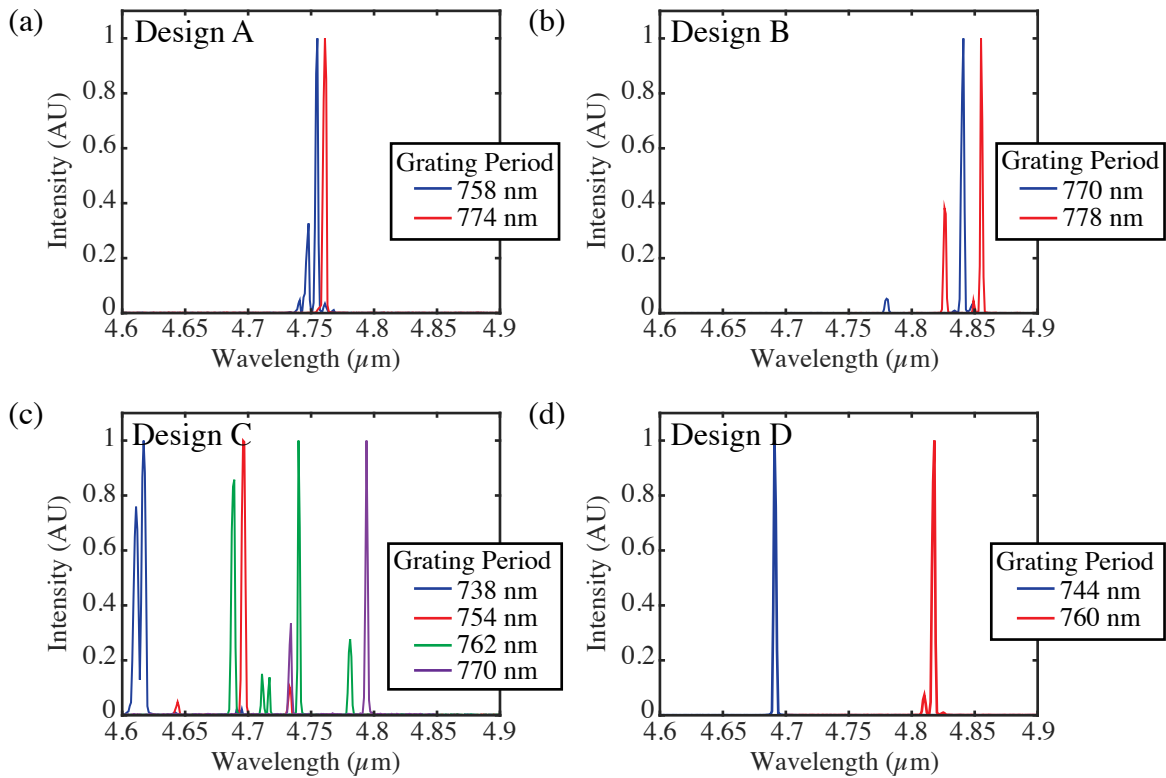 (a)
Design A
Intensity (AU)
1
0.8
0.6
0.4
0.2
0
4.6
4.65
4.7
4.75
4.8
4.85
4.9
Wavelength (µm)
Grating Period
758 nm
774 nm
(b)
Design B
Intensity (AU)
1
0.8
0.6
0.4
0.2
0
4.6
4.65
4.7
4.75
4.8
4.85
4.9
Wavelength (µm)
Grating Period
770 nm
778 nm
(c)
Design C
Intensity (AU)
1
0.8
0.6
0.4
0.2
0
4.6
4.65
4.7
4.75
4.8
4.85
4.9
Wavelength (µm)
Grating Period
738 nm
754 nm
762 nm
770 nm
(d)
Design D
Intensity (AU)
1
0.8
0.6
0.4
0.2
0
4.6
4.65
4.7
4.75
4.8
4.85
4.9
Wavelength (µm)
Grating Period
744 nm
760 nm